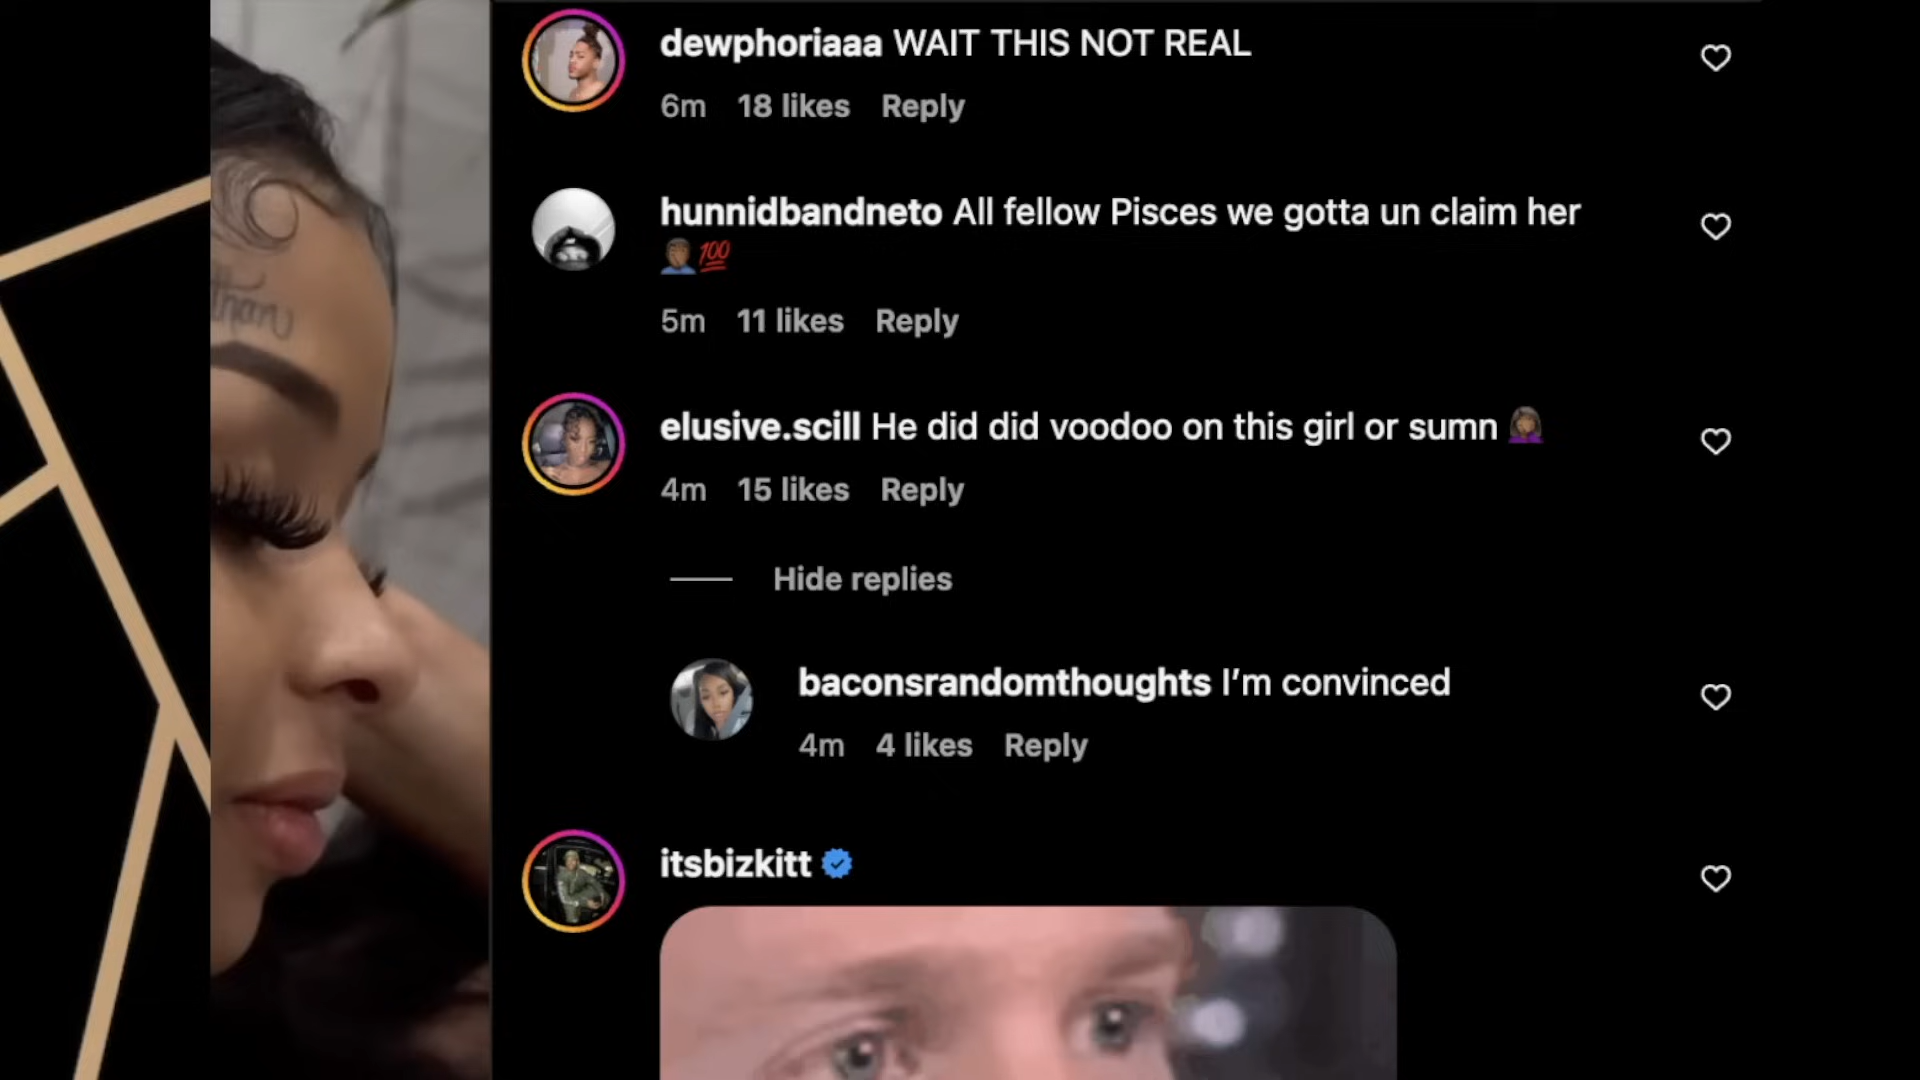 dewphoriaaa WAIT THIS NOT REAL
6m 18 likes Reply
hunnidbandneto All fellow Pisces we gotta un claim her
🤦🏾‍♂️💯
5m 11 likes Reply
elusive.scill He did did voodoo on this girl or sumn 🤦🏾‍♀️
4m 15 likes Reply
Hide replies
baconsrandomthoughts I’m convinced
4m 4 likes Reply
itsbizkitt